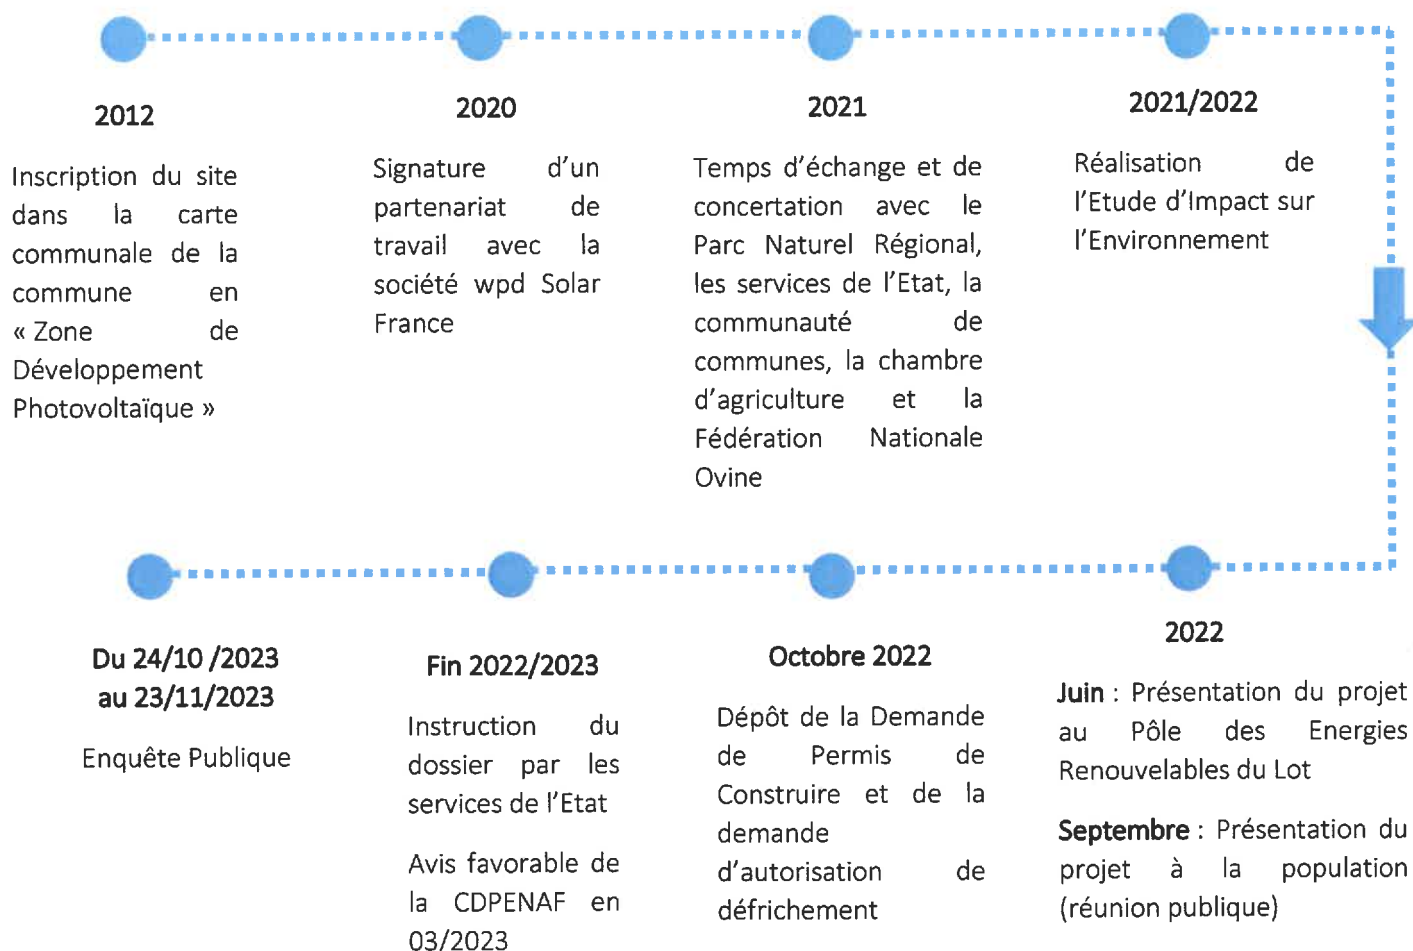 2012
Inscription du site
dans la carte
communale de la
commune en
« Zone de
Développement
Photovoltaïque »
2020
Signature d'un
partenariat de
travail avec la
société wpd Solar
France
2021
Temps d'échange et de
concertation avec le
Parc Naturel Régional,
les services de l'Etat, la
communauté de
communes, la chambre
d'agriculture et la
Fédération Nationale
Ovine
2021/2022
Réalisation de
l'Etude d'Impact sur
l'Environnement
2022
Juin : Présentation du projet
au Pôle des Energies
Renouvelables du Lot
Septembre : Présentation du
projet à la population
(réunion publique)
Octobre 2022
Dépôt de la Demande
de Permis de
Construire et de la
demande
d'autorisation de
défrichement
Fin 2022/2023
Instruction du
dossier par les
services de l'Etat
Avis favorable de
la CDPENAF en
03/2023
Du 24/10 /2023
au 23/11/2023
Enquête Publique